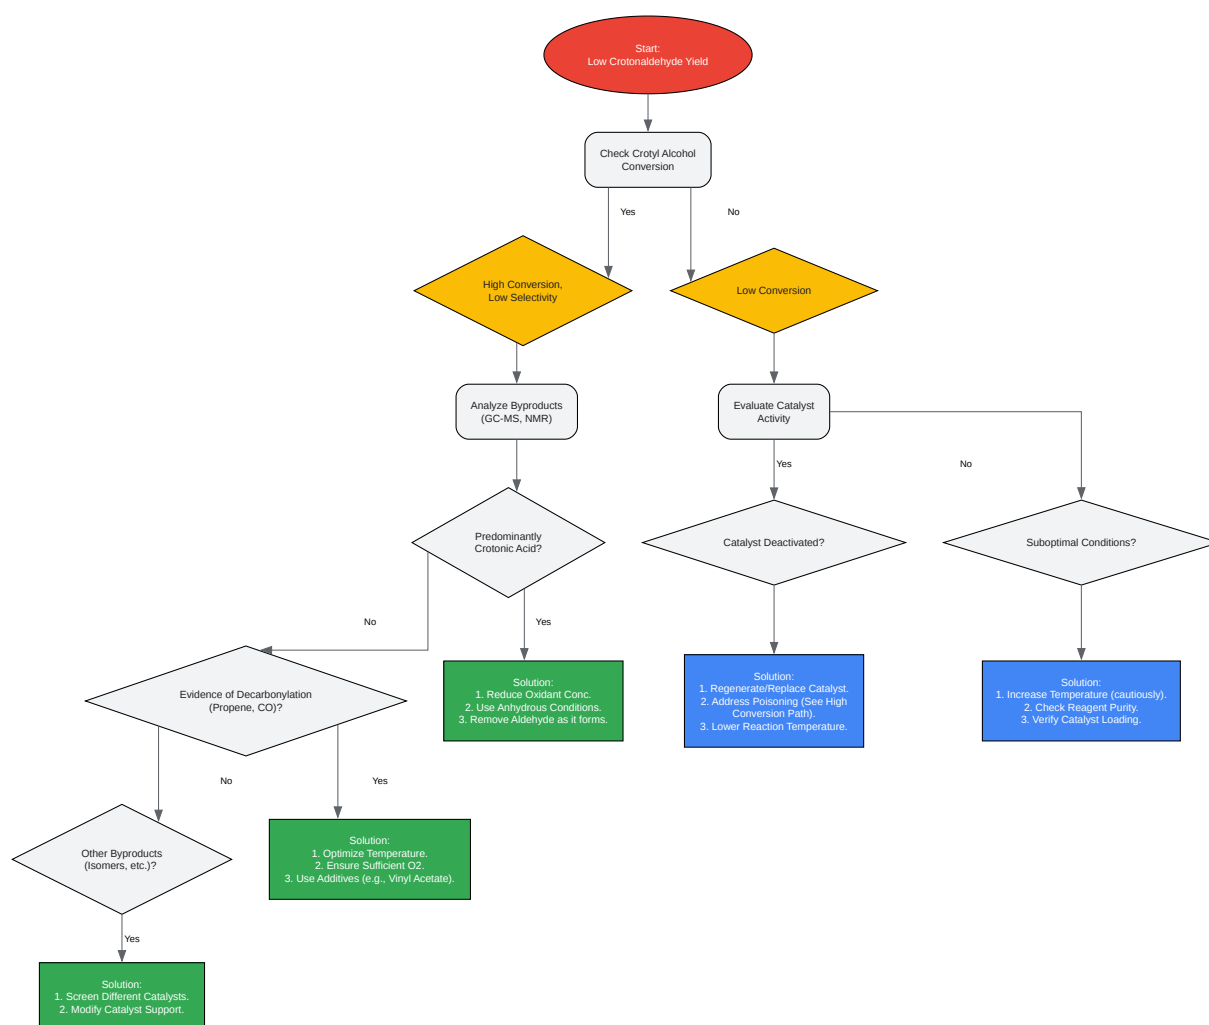 Start:
Low Crotonaldehyde Yield
Check Crotyl Alcohol
Conversion
Yes
No
High Conversion,
Low Selectivity
Low Conversion
Analyze Byproducts
(GC-MS, NMR)
Evaluate Catalyst
Activity
Yes
No
Predominantly
Crotonic Acid?
Catalyst Deactivated?
Suboptimal Conditions?
No
Yes
Evidence of Decarbonylation
(Propene, CO)?
Solution:
1. Reduce Oxidant Conc.
2. Use Anhydrous Conditions.
3. Remove Aldehyde as it forms.
Solution:
1. Regenerate/Replace Catalyst.
2. Address Poisoning (See High
Conversion Path).
3. Lower Reaction Temperature.
Solution:
1. Increase Temperature (cautiously).
2. Check Reagent Purity.
3. Verify Catalyst Loading.
No
Yes
Other Byproducts
(Isomers, etc.)?
Solution:
1. Optimize Temperature.
2. Ensure Sufficient O2.
3. Use Additives (e.g., Vinyl Acetate).
Yes
Solution:
1. Screen Different Catalysts.
2. Modify Catalyst Support.